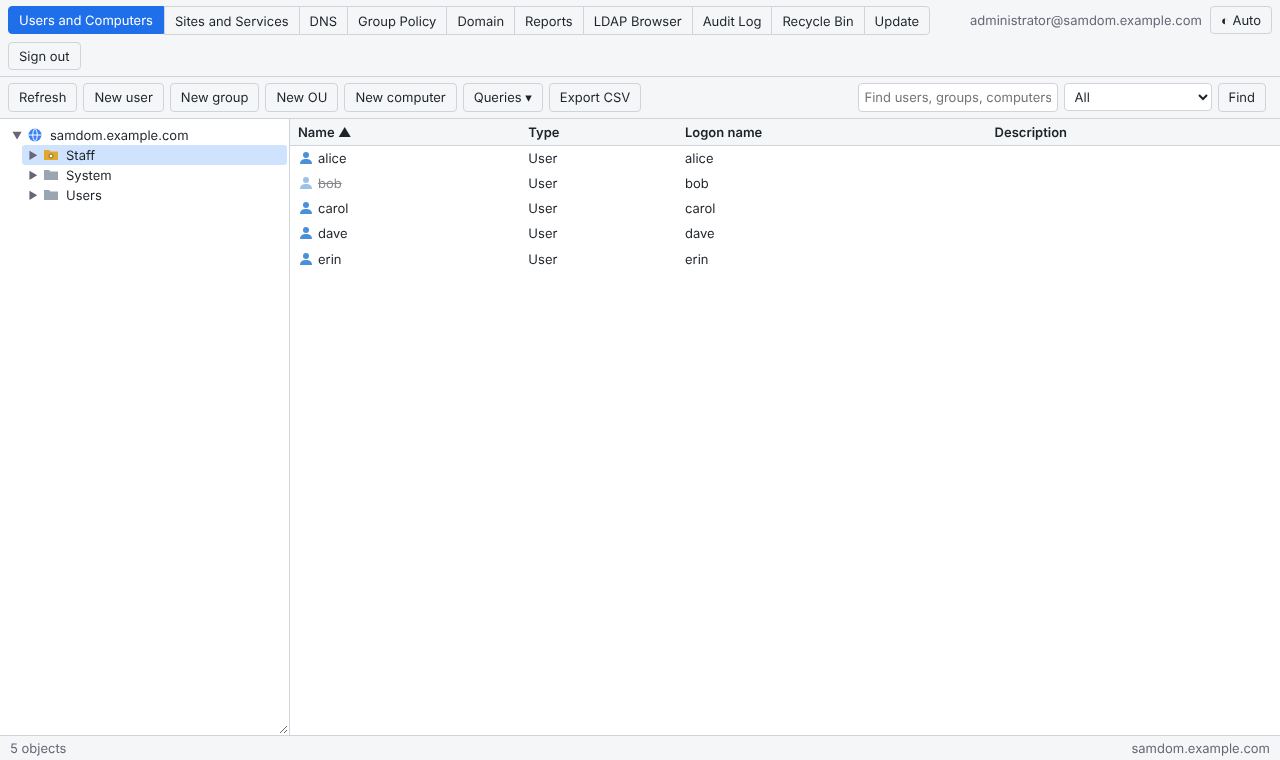 Users and Computers Sites and Services DNS Group Policy Domain Reports LDAP Browser Audit Log Recycle Bin Update administrator@samdom.example.com Auto
Sign out
Refresh New user New group New OU New computer Queries ▾ Export CSV Find users, groups, computers All Find
samdom.example.com
Staff
System
Users
Name ▲ Type Logon name Description
alice User alice
bob User bob
carol User carol
dave User dave
erin User erin
5 objects samdom.example.com